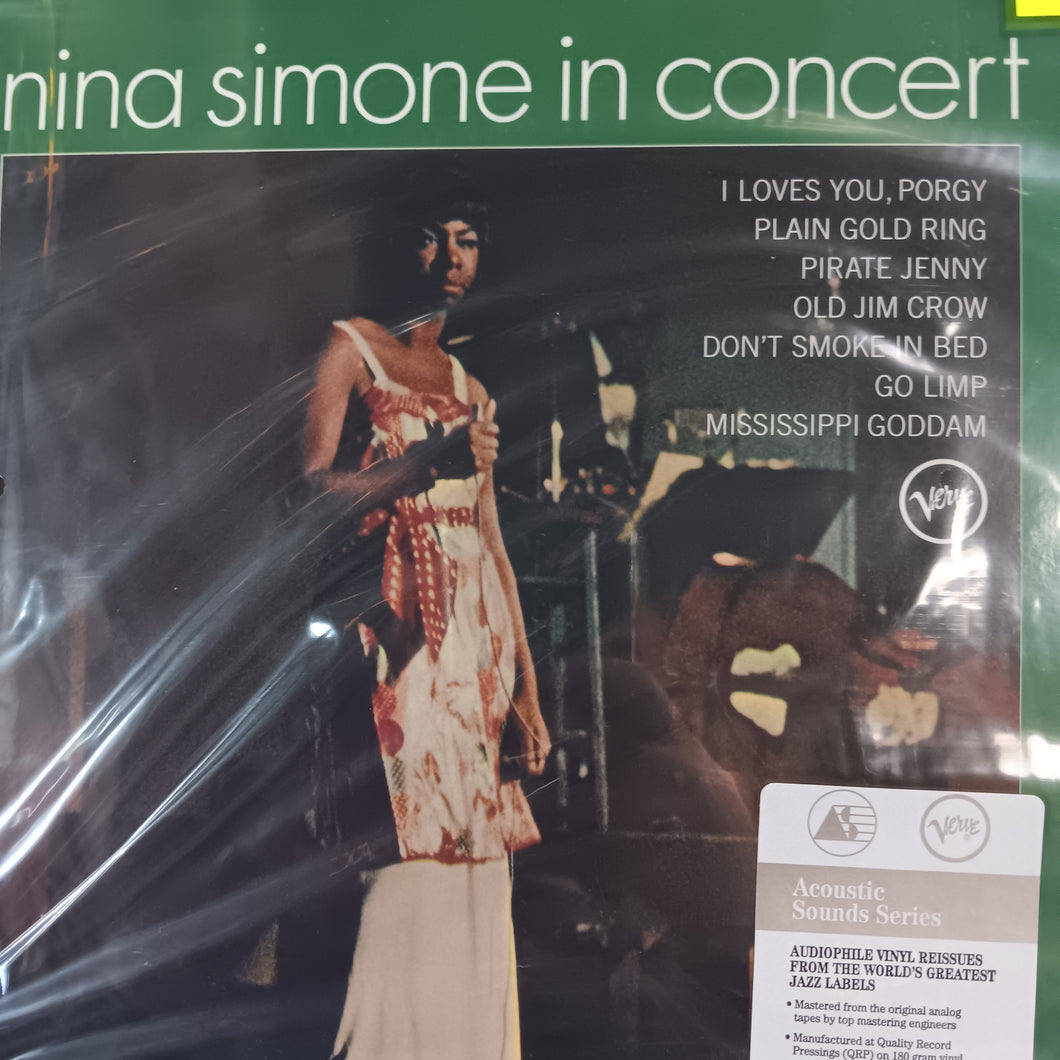 nina simone in concert
I LOVES YOU, PORGY
PLAIN GOLD RING
PIRATE JENNY
OLD JIM CROW
DON'T SMOKE IN BED
GO LIMP
MISSISSIPPI GODDAM
Verve
AS Verve
Acoustic
Sounds Series
AUDIOPHILE VINYL REISSUES
FROM THE WORLD'S GREATEST
JAZZ LABELS
• Mastered from the original analog
tapes by top mastering engineers
• Manufactured at Quality Record
Pressings (QRP) on 180 gram vinyl